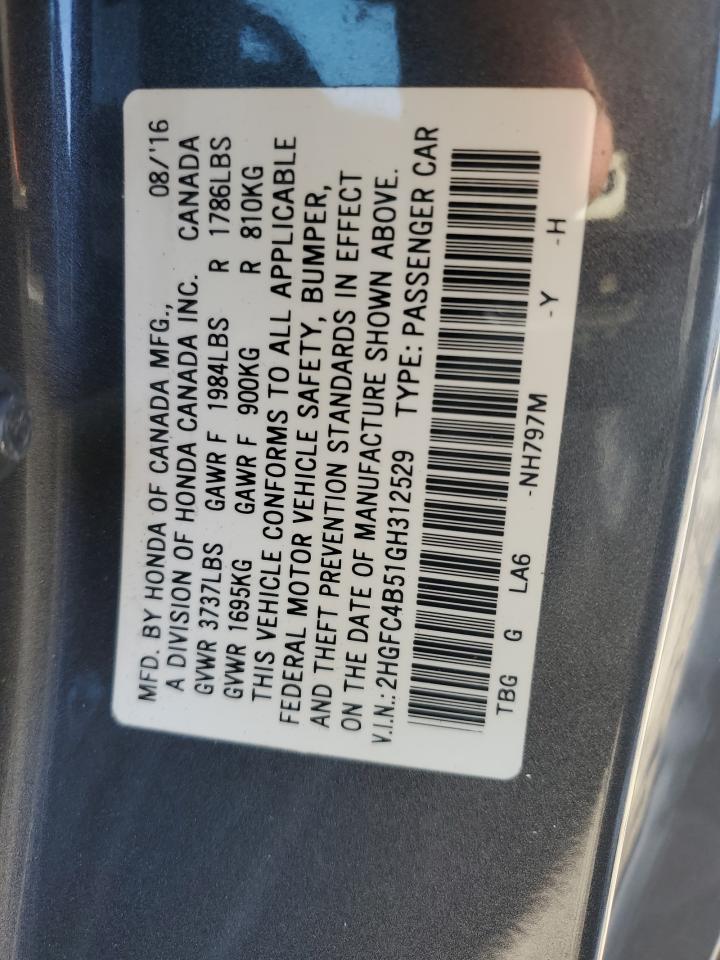 MFD. BY HONDA OF CANADA MFG., 08/'16
A DIVISION OF HONDA CANADA INC. CANADA
GVWR 3737LBS GAWR F 1984LBS R 1786LBS
GVWR 1695KG GAWR F 900KG R 810KG
THIS VEHICLE CONFORMS TO ALL APPLICABLE
FEDERAL MOTOR VEHICLE SAFETY, BUMPER,
AND THEFT PREVENTION STANDARDS IN EFFECT
ON THE DATE OF MANUFACTURE SHOWN ABOVE.
V.I.N.: 2HGFC4B51GH312529 TYPE: PASSENGER CAR
TBG G LA6 -NH797M -Y -H